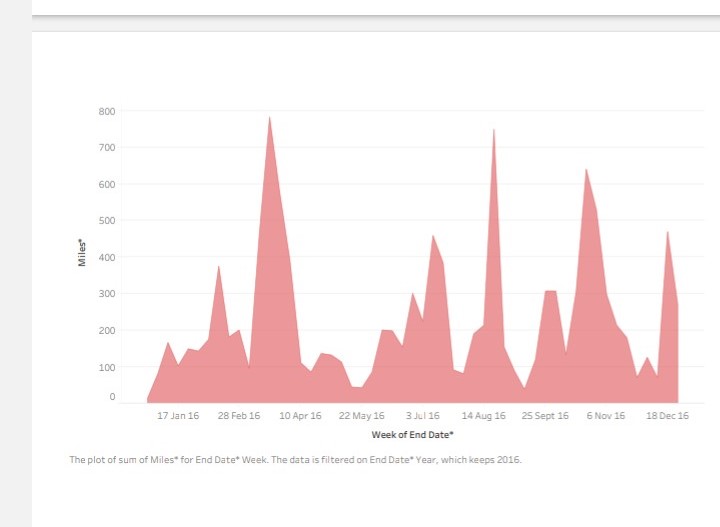 800
700
600
500
400
300
200
100
0
Miles*
17 Jan 16 28 Feb 16 10 Apr 16 22 May 16 3 Jul 16 14 Aug 16 25 Sept 16 6 Nov 16 18 Dec 16
Week of End Date*
The plot of sum of Miles* for End Date* Week. The data is filtered on End Date* Year, which keeps 2016.